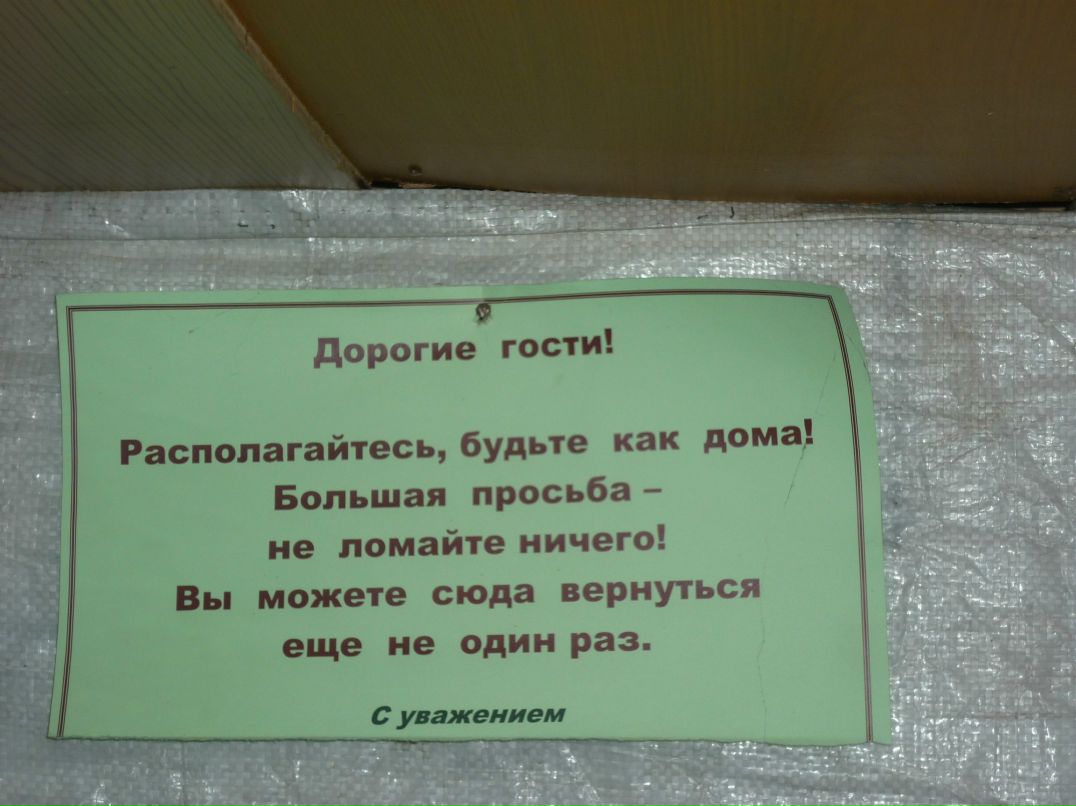 Дорогие гости!
Располагайтесь, будьте как дома!
Большая просьба –
не ломайте ничего!
Вы можете сюда вернуться
еще не один раз.
С уважением